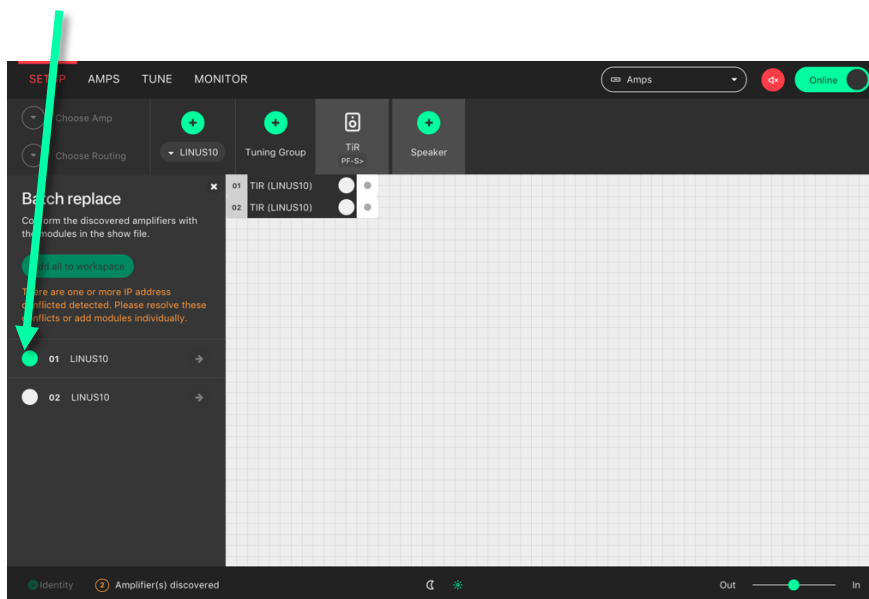 SETUP AMPS TUNE MONITOR Amps Online
Choose Amp
Choose Routing
LINUS10
Tuning Group
TiR
PF-S>
Speaker
Batch replace
Conform the discovered amplifiers with
the modules in the show file.
Add all to workspace
There are one or more IP address
conflicted detected. Please resolve these
conflicts or add modules individually.
01 LINUS10
02 LINUS10
01 TIR (LINUS10)
02 TIR (LINUS10)
Identity 2 Amplifier(s) discovered Out In